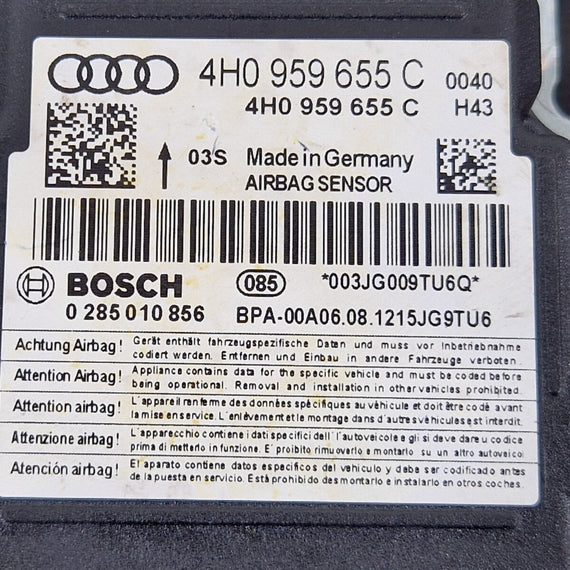 4H0 959 655 C 0040
4H0 959 655 C H43
03S Made in Germany
AIRBAG SENSOR
BOSCH 085 *003JG009TU6Q*
0 285 010 856 BPA-00A06.08.1215JG9TU6
Achtung Airbag! Gerät enthält fahrzeugspezifische Daten und muss vor Inbetriebnahme
codiert werden. Entfernen und Einbau in andere Fahrzeuge verboten.
Attention Airbag! Appliance contains data for the specific vehicle and must be coded before
being operational. Removal and installation in other vehicles prohibited.
Attention airbag! L'appareil renferme des données spécifiques au véhicule et doit être codé avant
la mise en service. L'enlèvement et le montage dans d'autres véhicules est interdit.
Attenzione airbag! L'apparecchio contiene i dati specifici dell'l'autoveicolo e gli si deve dare u codice
prima di metterlo in funzione. E' proibito rimuoverlo e montarlo su un altro autoveicol
Atención airbag! El aparato contiene datos especificos del vehiculo y debe ser codificado antes
de la puesta en servicio. Está prohibido desmontarlo e instalarlo en otros coches.